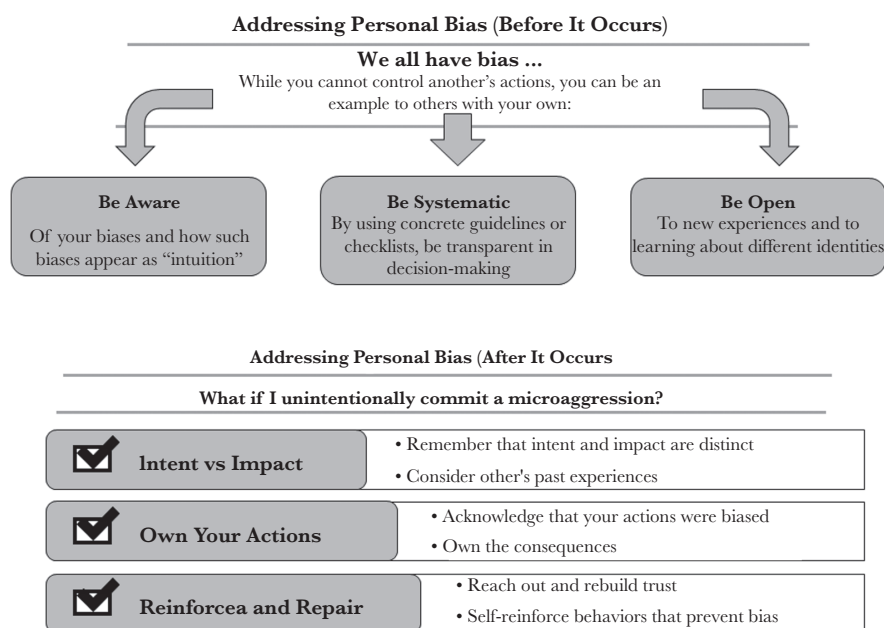 Addressing Personal Bias (Before It Occurs)
We all have bias ...
While you cannot control another's actions, you can be an
example to others with your own:
Be Aware
Of your biases and how such
biases appear as “intuition”
Be Systematic
By using concrete guidelines or
checklists, be transparent in
decision-making
Be Open
To new experiences and to
learning about different identities
Addressing Personal Bias (After It Occurs
What if I unintentionally commit a microaggression?
Intent vs Impact
• Remember that intent and impact are distinct
• Consider other's past experiences
Own Your Actions
• Acknowledge that your actions were biased
• Own the consequences
Reinforcea and Repair
• Reach out and rebuild trust
• Self-reinforce behaviors that prevent bias